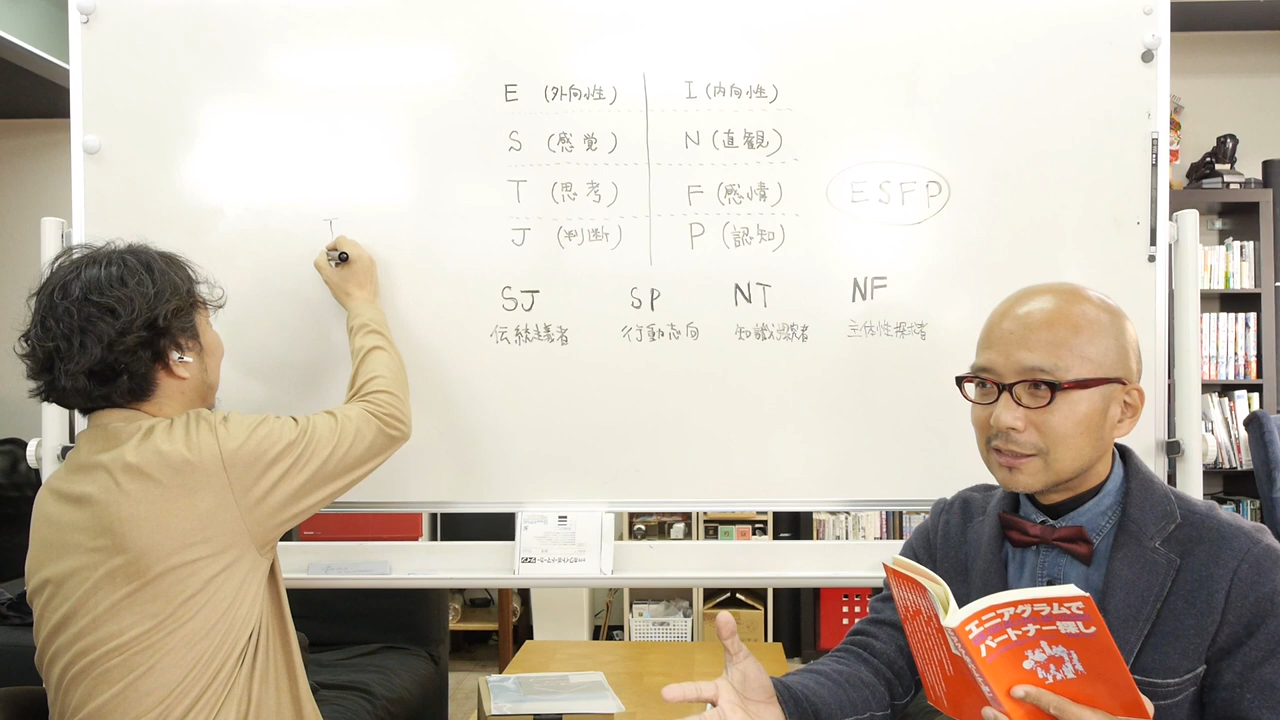 E (外向性) I (内向性)
S (感覚) N (直観)
T (思考) F (感情)
J (判断) P (認知)
ESFP
T
SJ SP NT NF
伝統主義者 行動志向 知識探究者 主体性探求者
エニアグラムで
パートナー探し